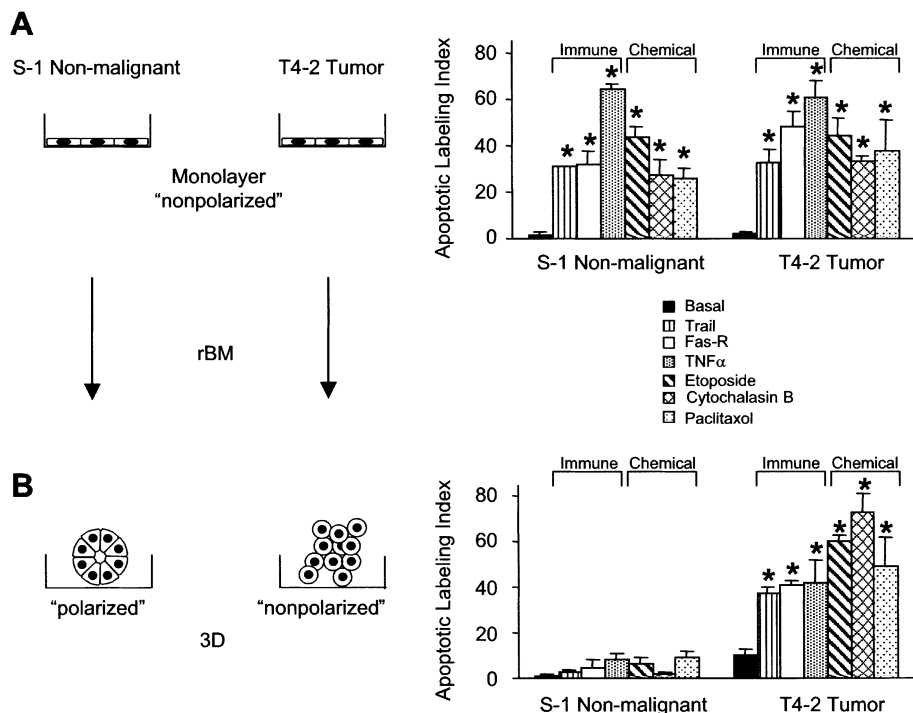 A
S-1 Non-malignant
T4-2 Tumor
Monolayer
“nonpolarized”
rBM
Apoptotic Labeling Index
80
60
40
20
0
Immune
Chemical
Immune
Chemical
*
*
*
*
*
*
*
*
*
*
*
*
S-1 Non-malignant
T4-2 Tumor
Basal
Trail
Fas-R
TNFα
Etoposide
Cytochalasin B
Paclitaxol
B
“polarized”
“nonpolarized”
3D
Apoptotic Labeling Index
80
60
40
20
0
Immune
Chemical
Immune
Chemical
*
*
*
*
*
*
S-1 Non-malignant
T4-2 Tumor